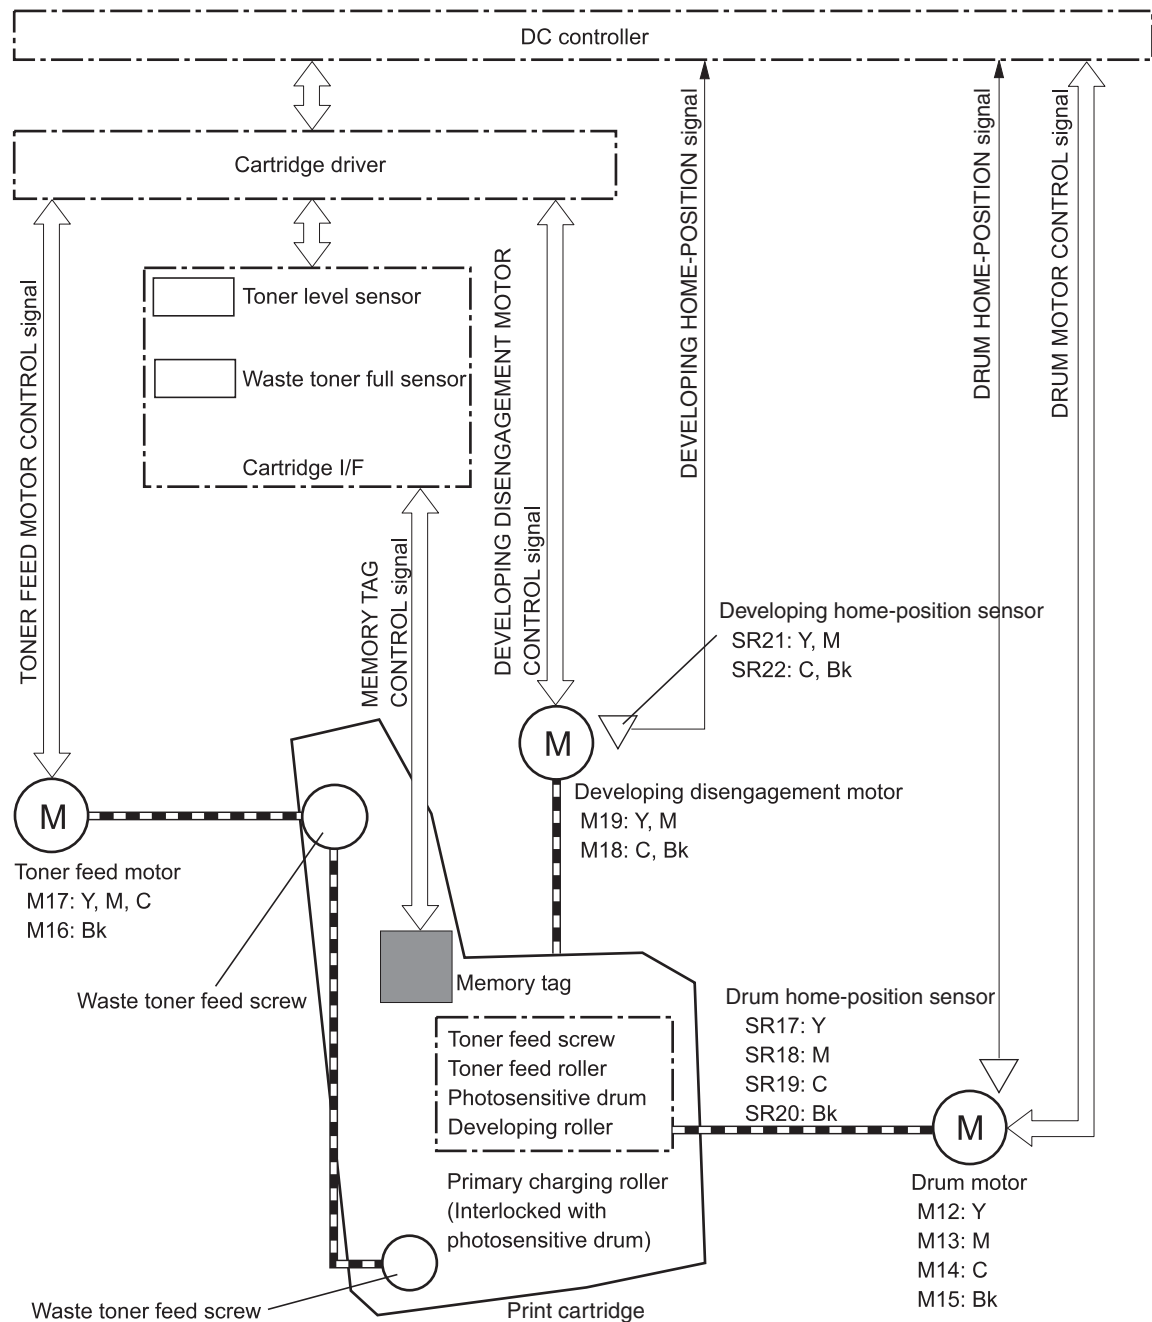 DC controller
Cartridge driver
TONER FEED MOTOR CONTROL signal
Toner level sensor
Waste toner full sensor
Cartridge I/F
MEMORY TAG
CONTROL signal
DEVELOPING DISENGAGEMENT MOTOR
CONTROL signal
DEVELOPING HOME-POSITION signal
DRUM HOME-POSITION signal
DRUM MOTOR CONTROL signal
Developing home-position sensor
SR21: Y, M
SR22: C, Bk
M
Developing disengagement motor
M19: Y, M
M18: C, Bk
M
Toner feed motor
M17: Y, M, C
M16: Bk
Waste toner feed screw
Memory tag
Drum home-position sensor
SR17: Y
SR18: M
SR19: C
SR20: Bk
Toner feed screw
Toner feed roller
Photosensitive drum
Developing roller
M
Primary charging roller
(Interlocked with
photosensitive drum)
Drum motor
M12: Y
M13: M
M14: C
M15: Bk
Waste toner feed screw
Print cartridge